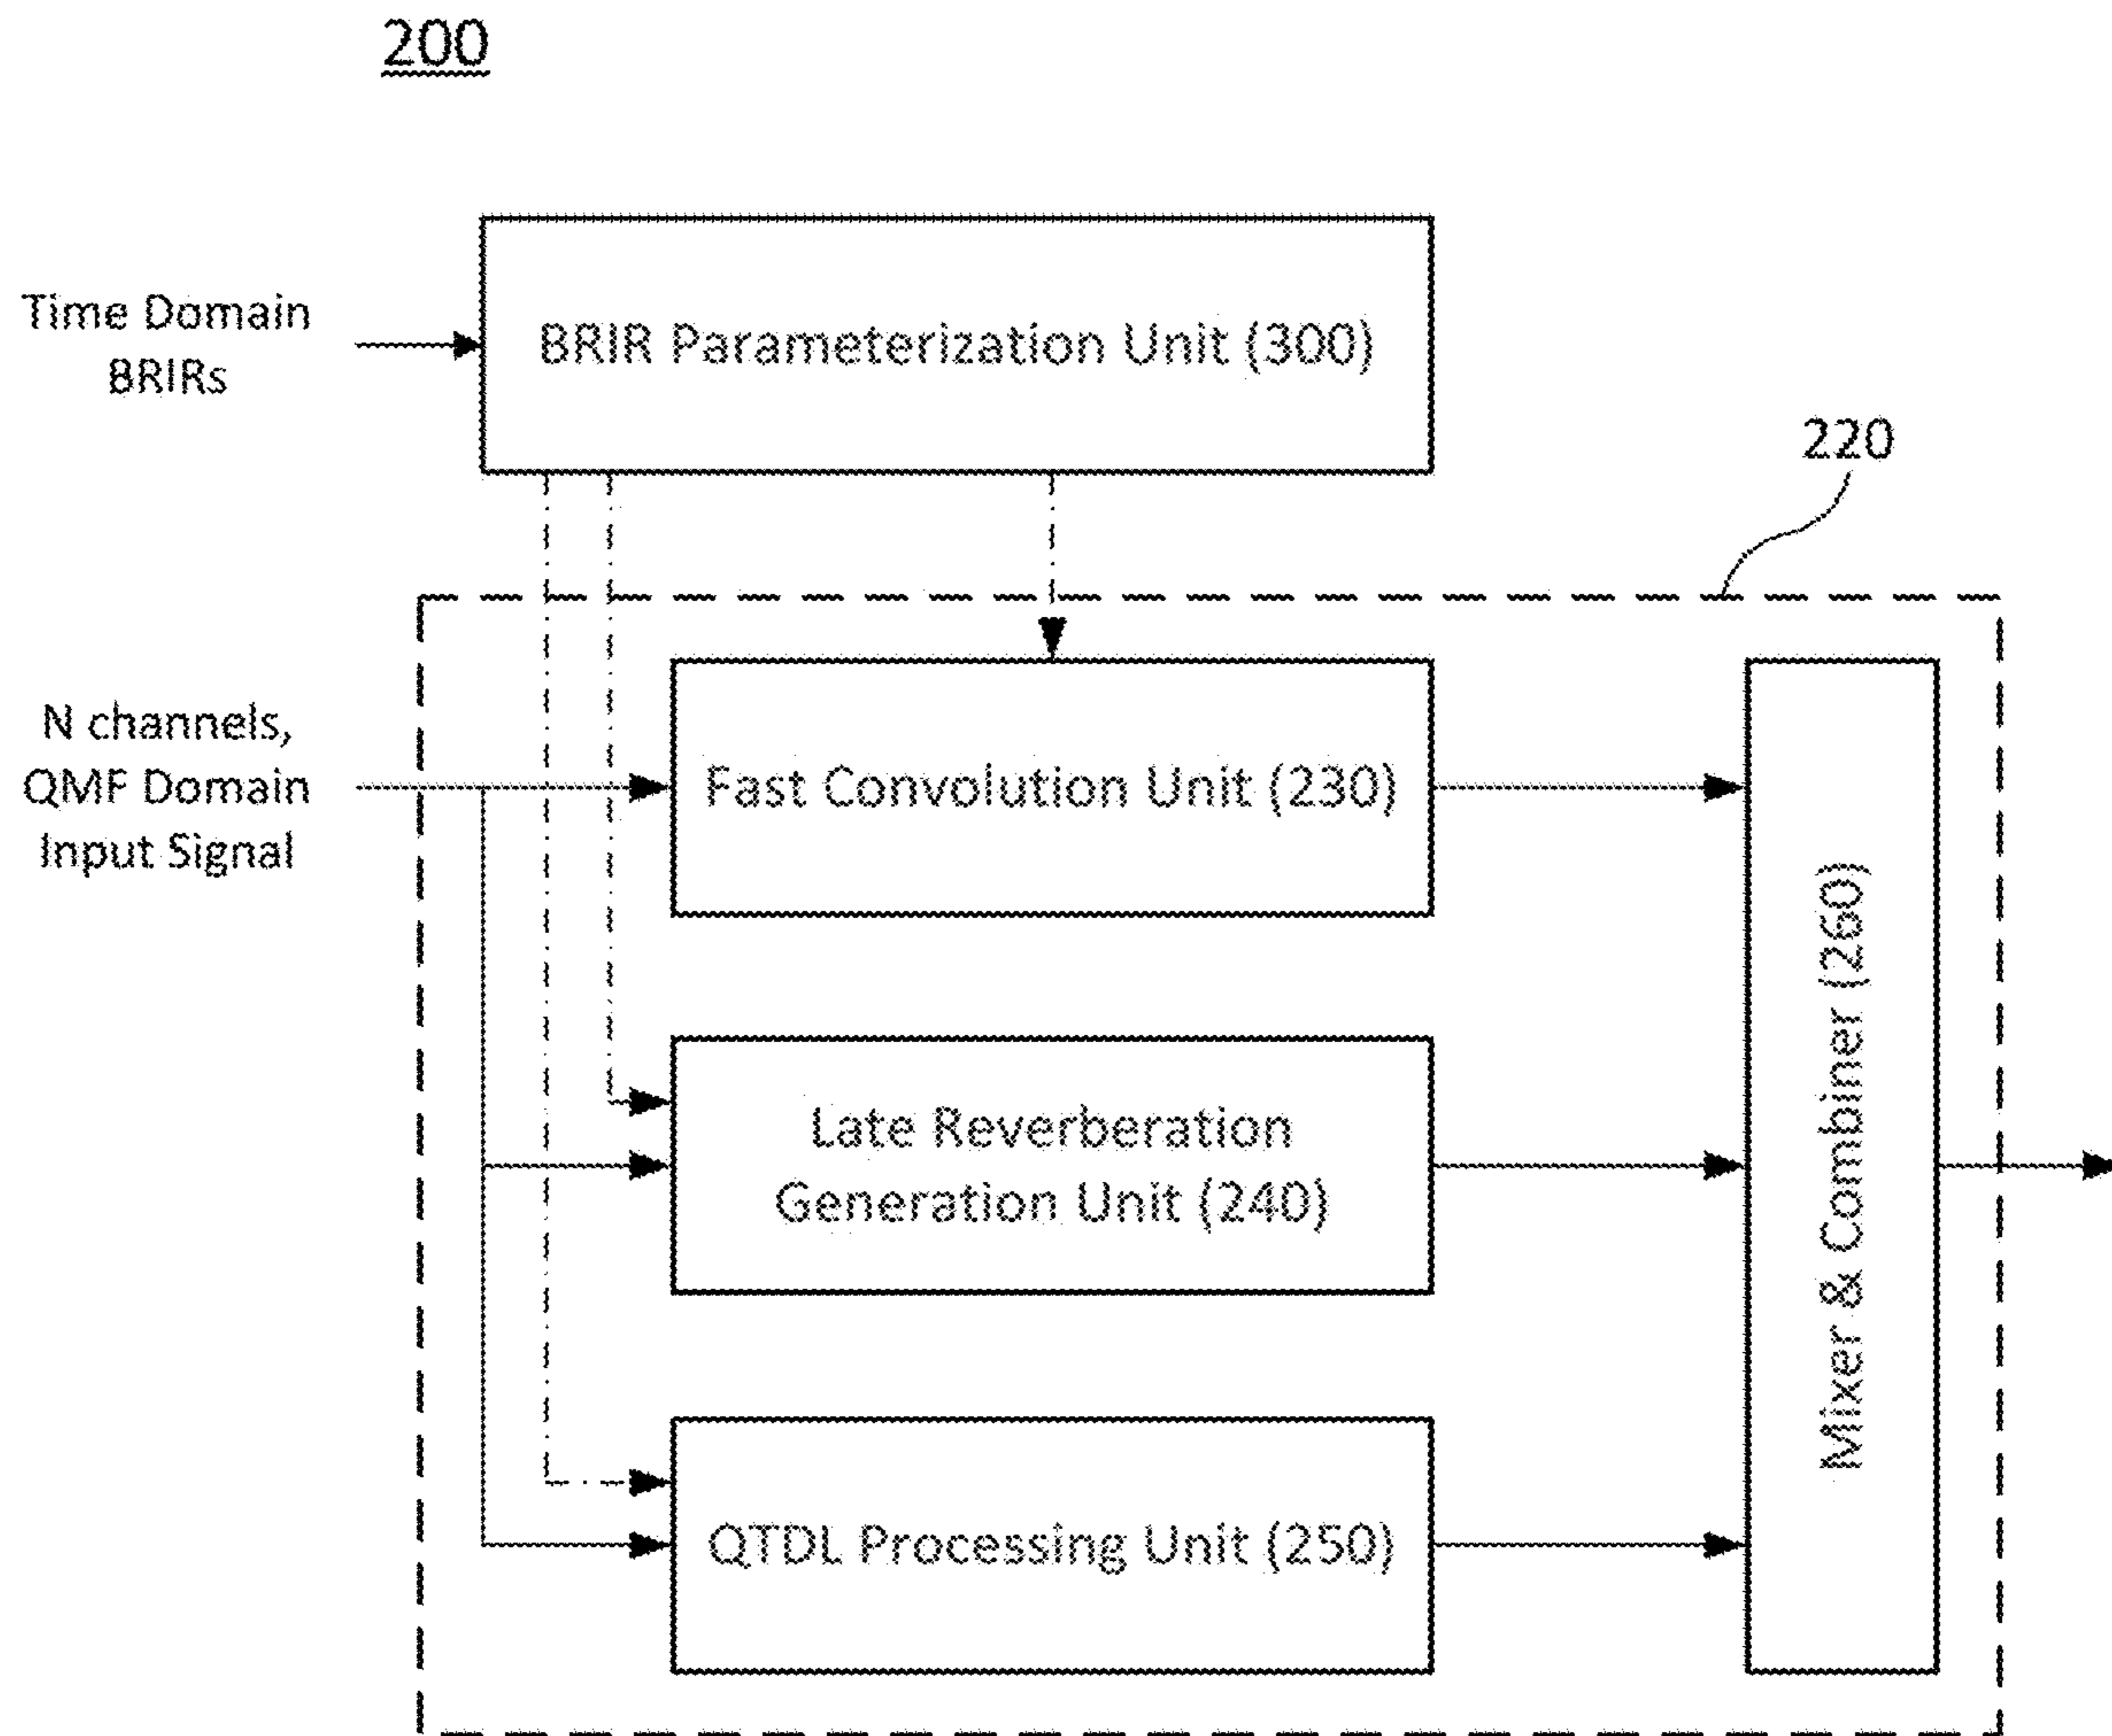 200
Time Domain
BRIRs
BRIR Parameterization Unit (300)
220
N channels,
QMF Domain
Input Signal
Fast Convolution Unit (230)
Late Reverberation
Generation Unit (240)
QTDL Processing Unit (250)
Mixer & Combiner (260)